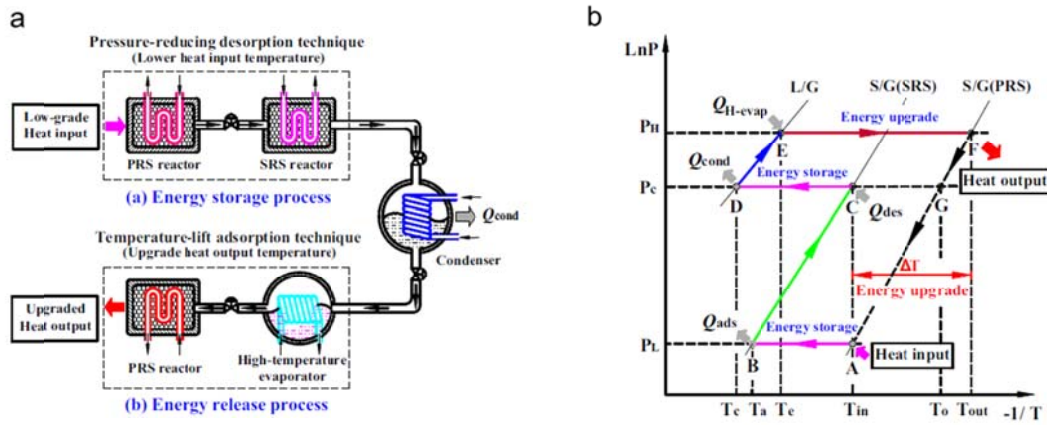 a
Pressure-reducing desorption technique
(Lower heat input temperature)
Low-grade
Heat input
PRS reactor
SRS reactor
(a) Energy storage process
Qcond
Condenser
Temperature-lift adsorption technique
(Upgrade heat output temperature)
Upgraded
Heat output
PRS reactor
High-temperature
evaporator
(b) Energy release process
b
LnP
L/G
S/G(SRS)
S/G(PRS)
QH-evap
PH
Energy upgrade
E
F
Qcond
Energy storage
Heat output
Pc
D
C
G
Qdes
ΔT
Energy upgrade
Qads
Energy storage
PL
B
A
Heat input
Tc
Ta
Te
Tin
To
Tout
-1/ T